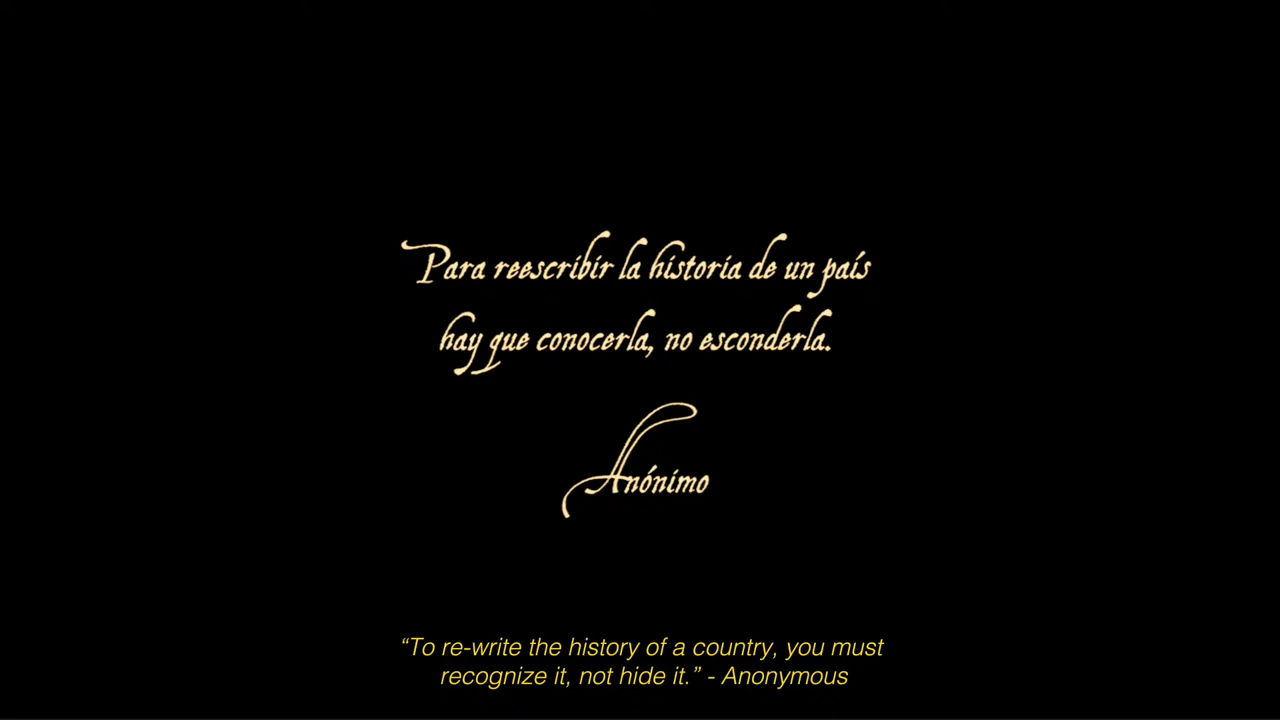 Para reescribir la historia de un país
hay que conocerla, no esconderla.
Anónimo
“To re-write the history of a country, you must
recognize it, not hide it.” - Anonymous